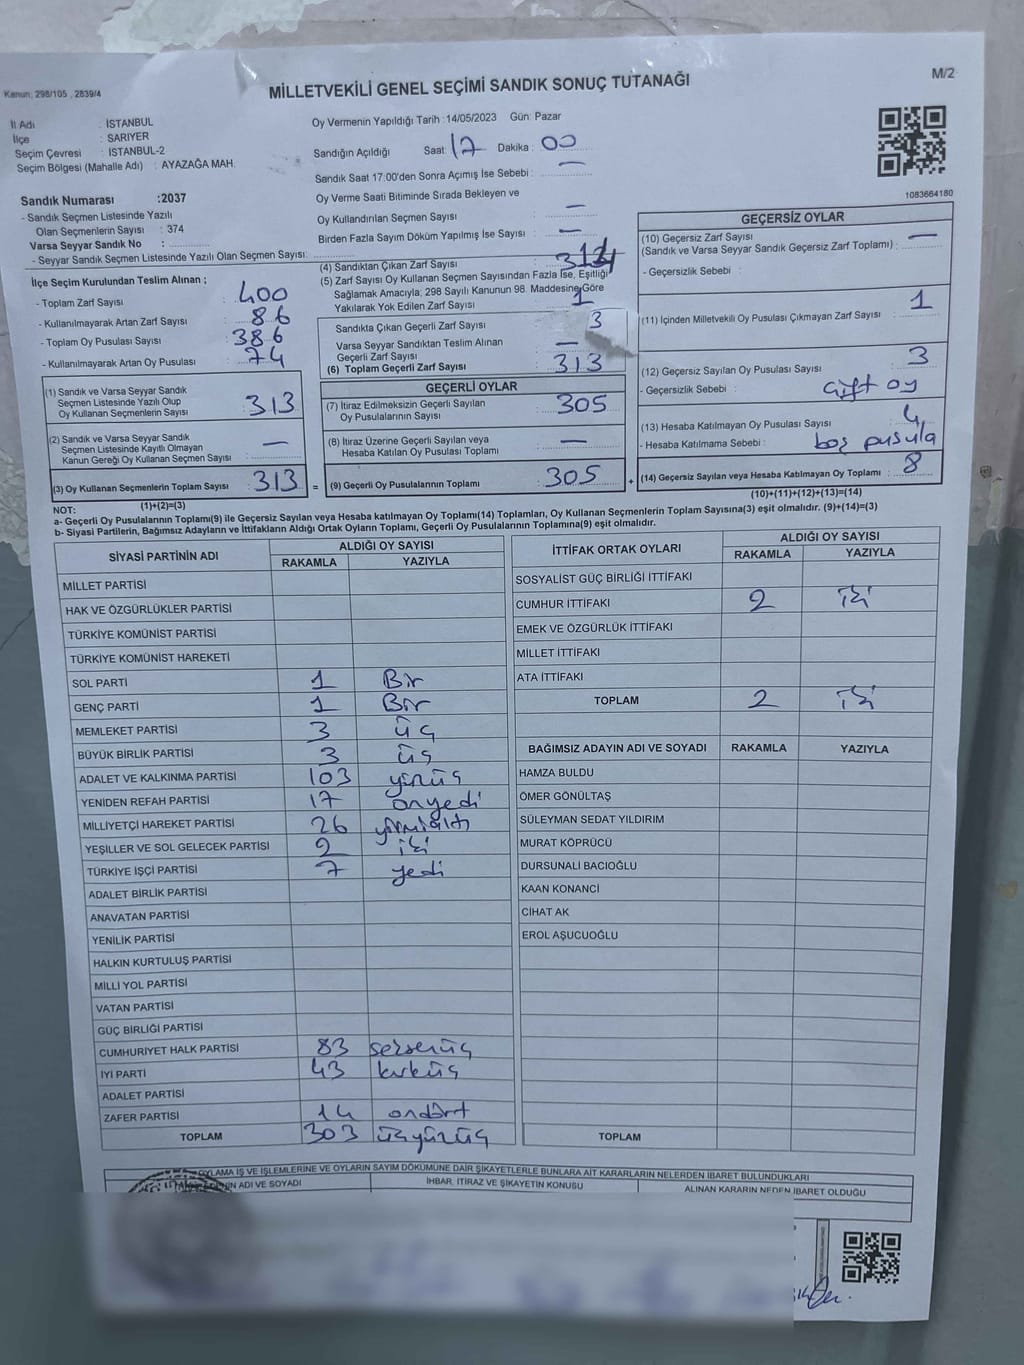 Kanun: 298/105 , 2839/4
MİLLETVEKİLİ GENEL SEÇİMİ SANDIK SONUÇ TUTANAĞI
M/2
İl Adı : İSTANBUL
İlçe : SARIYER
Seçim Çevresi : İSTANBUL-2
Seçim Bölgesi (Mahalle Adı) : AYAZAĞA MAH.
Oy Vermenin Yapıldığı Tarih :14/05/2023 Gün: Pazar
Sandığın Açıldığı Saat: 17 Dakika : 00
Sandık Saat 17:00'den Sonra Açımış İse Sebebi : —
Oy Verme Saati Bitiminde Sırada Bekleyen ve
Oy Kullandırılan Seçmen Sayısı : —
Birden Fazla Sayım Döküm Yapılmış İse Sayısı : —
1083664180
Sandık Numarası :2037
- Sandık Seçmen Listesinde Yazılı
Olan Seçmenlerin Sayısı : 374
Varsa Seyyar Sandık No :
- Seyyar Sandık Seçmen Listesinde Yazılı Olan Seçmen Sayısı:
İlçe Seçim Kurulundan Teslim Alınan ;
- Toplam Zarf Sayısı : 400
- Kullanılmayarak Artan Zarf Sayısı : 86
- Toplam Oy Pusulası Sayısı : 386
- Kullanılmayarak Artan Oy Pusulası : 74
(1) Sandık ve Varsa Seyyar Sandık
Seçmen Listesinde Yazılı Olup
Oy Kullanan Seçmenlerin Sayısı : 313
(2) Sandık ve Varsa Seyyar Sandık
Seçmen Listesinde Kayıtlı Olmayan
Kanun Gereği Oy Kullanan Seçmen Sayısı : —
(3) Oy Kullanan Seçmenlerin Toplam Sayısı : 313 =
(1)+(2)=(3)
(4) Sandıktan Çıkan Zarf Sayısı :
(5) Zarf Sayısı Oy Kullanan Seçmen Sayısından Fazla İse, Eşitliği
Sağlamak Amacıyla; 298 Sayılı Kanunun 98. Maddesine Göre
Yakılarak Yok Edilen Zarf Sayısı : 1
Sandıkta Çıkan Geçerli Zarf Sayısı : 3
Varsa Seyyar Sandıktan Teslim Alınan
Geçerli Zarf Sayısı : —
(6) Toplam Geçerli Zarf Sayısı : 313
GEÇERLİ OYLAR
(7) İtiraz Edilmeksizin Geçerli Sayılan
Oy Pusulalarının Sayısı : 305
(8) İtiraz Üzerine Geçerli Sayılan veya
Hesaba Katılan Oy Pusulası Toplamı : —
(9) Geçerli Oy Pusulalarının Toplamı : 305 +
GEÇERSİZ OYLAR
(10) Geçersiz Zarf Sayısı
(Sandık ve Varsa Seyyar Sandık Geçersiz Zarf Toplamı) : —
- Geçersizlik Sebebi :
(11) İçinden Milletvekili Oy Pusulası Çıkmayan Zarf Sayısı : 1
(12) Geçersiz Sayılan Oy Pusulası Sayısı : 3
- Geçersizlik Sebebi : çift oy
(13) Hesaba Katılmayan Oy Pusulası Sayısı : 4
- Hesaba Katılmama Sebebi : boş pusula
(14) Geçersiz Sayılan veya Hesaba Katılmayan Oy Toplamı : 8
(10)+(11)+(12)+(13)=(14)
NOT:
a- Geçerli Oy Pusulalarının Toplamı(9) ile Geçersiz Sayılan veya Hesaba Katılmayan Oy Toplamı(14) Toplamları, Oy Kullanan Seçmenlerin Toplam Sayısına(3) eşit olmalıdır. (9)+(14)=(3)
b- Siyasi Partilerin, Bağımsız Adayların ve İttifakların Aldığı Ortak Oyların Toplamı, Geçerli Oy Pusulalarının Toplamına(9) eşit olmalıdır.
SİYASİ PARTİNİN ADI ALDIĞI OY SAYISI
RAKAMLA YAZIYLA
MİLLET PARTİSİ
HAK VE ÖZGÜRLÜKLER PARTİSİ
TÜRKİYE KOMÜNİST PARTİSİ
TÜRKİYE KOMÜNİST HAREKETİ
SOL PARTİ 1 Bir
GENÇ PARTİ 1 Bir
MEMLEKET PARTİSİ 3 üç
BÜYÜK BİRLİK PARTİSİ 3 üç
ADALET VE KALKINMA PARTİSİ 103 yüzüç
YENİDEN REFAH PARTİSİ 17 onyedi
MİLLİYETÇİ HAREKET PARTİSİ 26 yirmialtı
YEŞİLLER VE SOL GELECEK PARTİSİ 2 iki
TÜRKİYE İŞÇİ PARTİSİ 7 yedi
ADALET BİRLİK PARTİSİ
ANAVATAN PARTİSİ
YENİLİK PARTİSİ
HALKIN KURTULUŞ PARTİSİ
MİLLİ YOL PARTİSİ
VATAN PARTİSİ
GÜÇ BİRLİĞİ PARTİSİ
CUMHURİYET HALK PARTİSİ 83 seksenüç
İYİ PARTİ 43 kırküç
ADALET PARTİSİ
ZAFER PARTİSİ 14 ondört
TOPLAM 303 üçyüzüç
İTTİFAK ORTAK OYLARI ALDIĞI OY SAYISI
RAKAMLA YAZIYLA
SOSYALİST GÜÇ BİRLİĞİ İTTİFAKI
CUMHUR İTTİFAKI 2 iki
EMEK VE ÖZGÜRLÜK İTTİFAKI
MİLLET İTTİFAKI
ATA İTTİFAKI
TOPLAM 2 iki
BAĞIMSIZ ADAYIN ADI VE SOYADI RAKAMLA YAZIYLA
HAMZA BULDU
ÖMER GÖNÜLTAŞ
SÜLEYMAN SEDAT YILDIRIM
MURAT KÖPRÜCÜ
DURSUNALİ BACIOĞLU
KAAN KONANCİ
CİHAT AK
EROL AŞUCUOĞLU
TOPLAM
OYLAMA İŞ VE İŞLEMLERİNE VE OYLARIN SAYIM DÖKÜMÜNE DAİR ŞİKAYETLERLE BUNLARA AİT KARARLARIN NELERDEN İBARET BULUNDUKLARI
ADI VE SOYADI İHBAR, İTİRAZ VE ŞİKAYETİN KONUSU ALINAN KARARIN NEDEN İBARET OLDUĞU